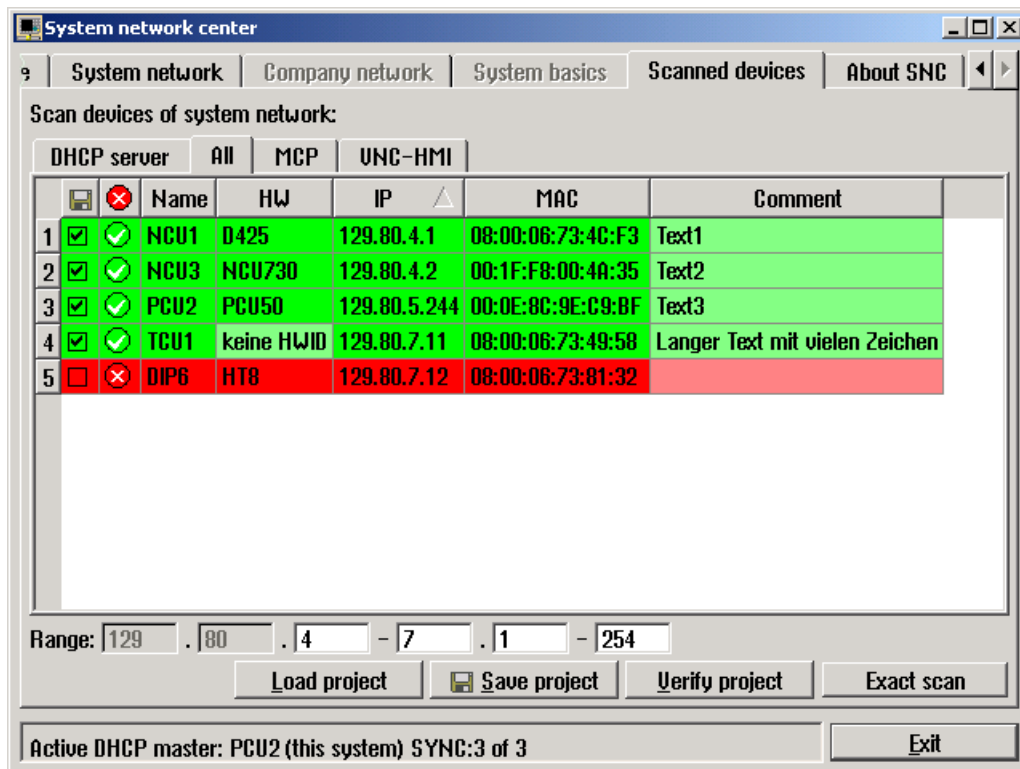 System network center
System network Company network System basics Scanned devices About SNC
Scan devices of system network:
DHCP server All MCP VNC-HMI
Name HW IP MAC Comment
1 NCU1 D425 129.80.4.1 08:00:06:73:4C:F3 Text1
2 NCU3 NCU730 129.80.4.2 00:1F:F8:00:4A:35 Text2
3 PCU2 PCU50 129.80.5.244 00:0E:8C:9E:C9:BF Text3
4 TCU1 keine HWID 129.80.7.11 08:00:06:73:49:58 Langer Text mit vielen Zeichen
5 DIP6 HT8 129.80.7.12 08:00:06:73:81:32
Range: 129 . 80 . 4 - 7 . 1 - 254
Load project Save project Verify project Exact scan
Active DHCP master: PCU2 (this system) SYNC:3 of 3 Exit